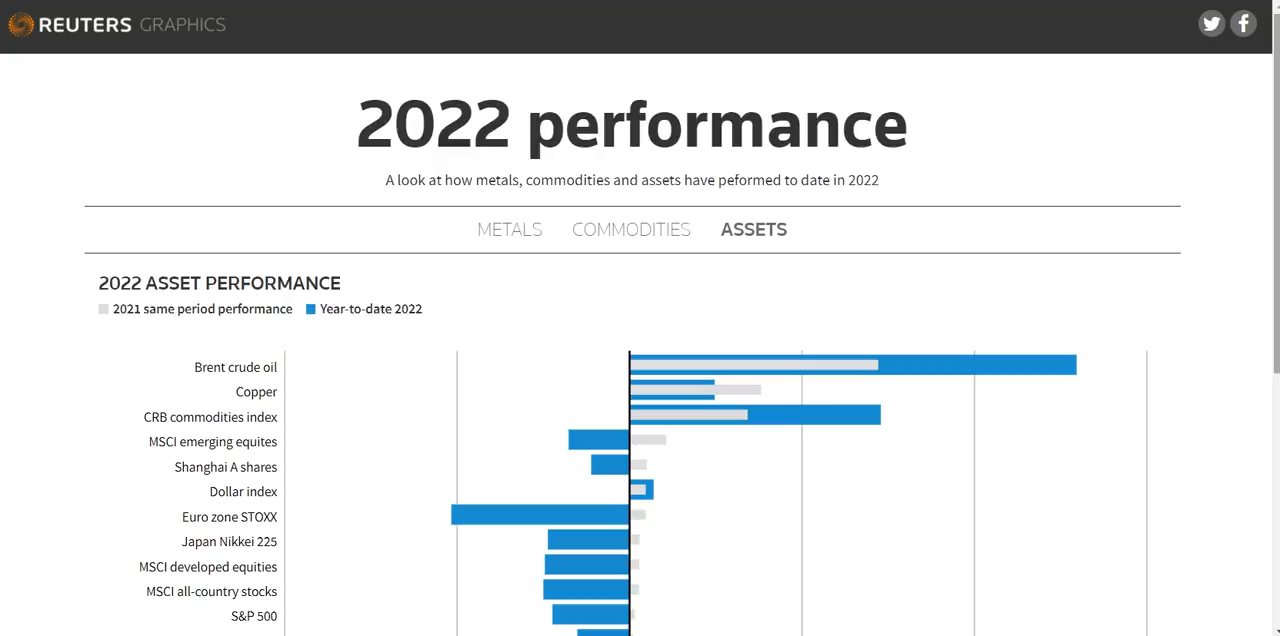 REUTERS GRAPHICS
2022 performance
A look at how metals, commodities and assets have peformed to date in 2022
METALS COMMODITIES ASSETS
2022 ASSET PERFORMANCE
2021 same period performance Year-to-date 2022
Brent crude oil
Copper
CRB commodities index
MSCI emerging equites
Shanghai A shares
Dollar index
Euro zone STOXX
Japan Nikkei 225
MSCI developed equities
MSCI all-country stocks
S&P 500